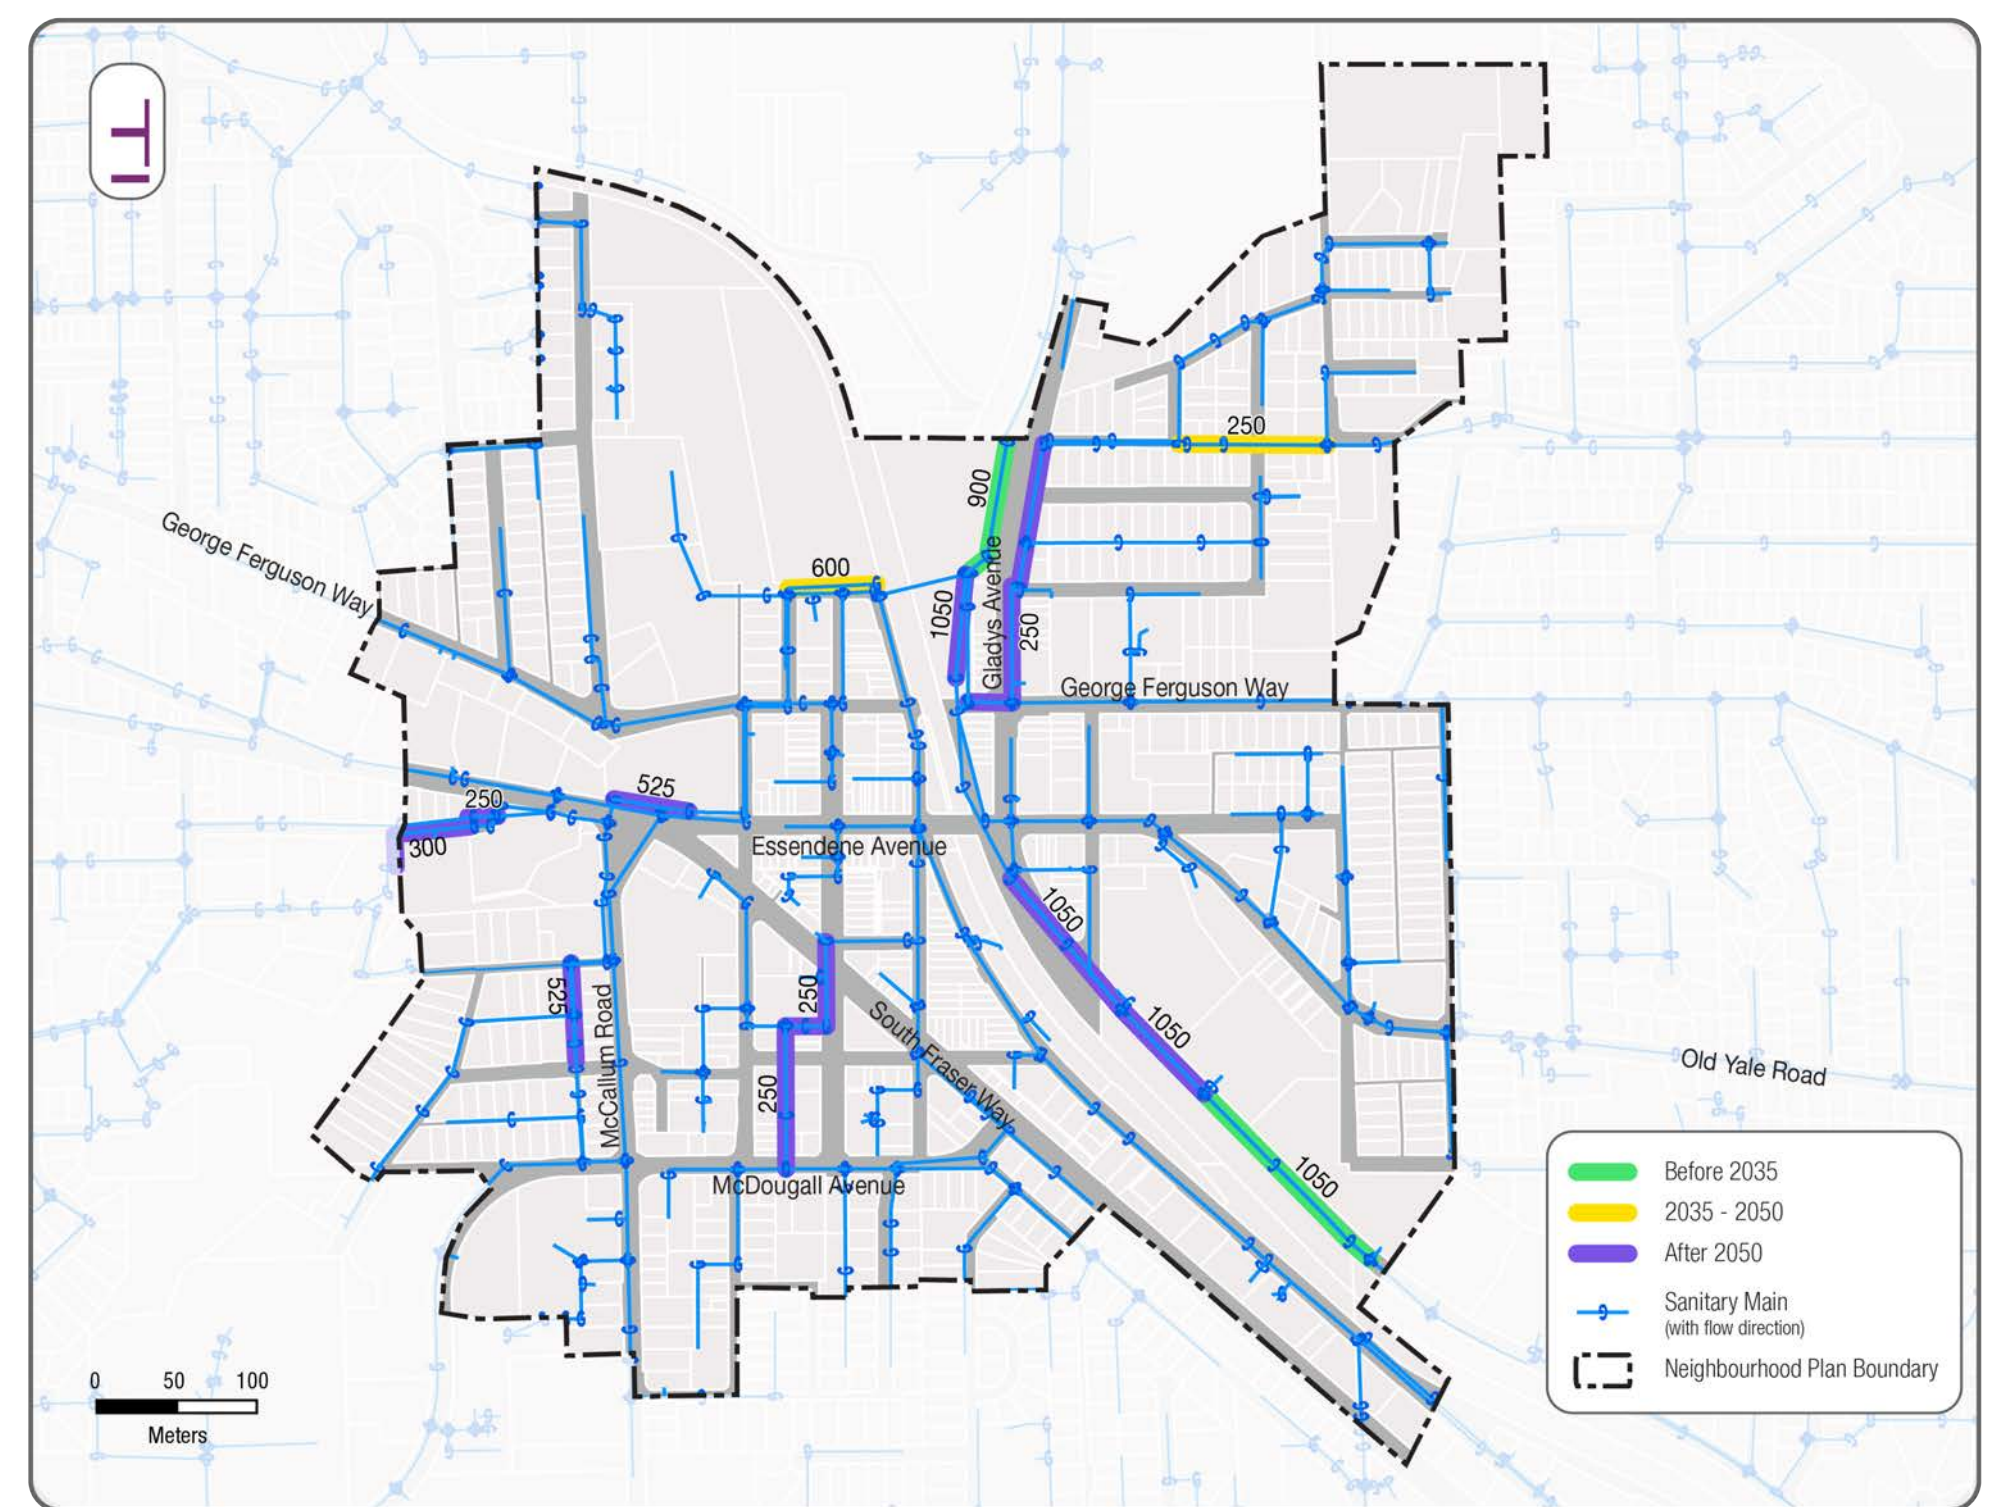 250
900
George Ferguson Way
600
1050
Gladys Avenue
250
George Ferguson Way
525
250
300
Essendene Avenue
1050
525
McCallum Road
250
South Fraser Way
1050
Old Yale Road
250
1050
McDougall Avenue
Before 2035
2035 - 2050
After 2050
Sanitary Main
(with flow direction)
Neighbourhood Plan Boundary
0 50 100
Meters